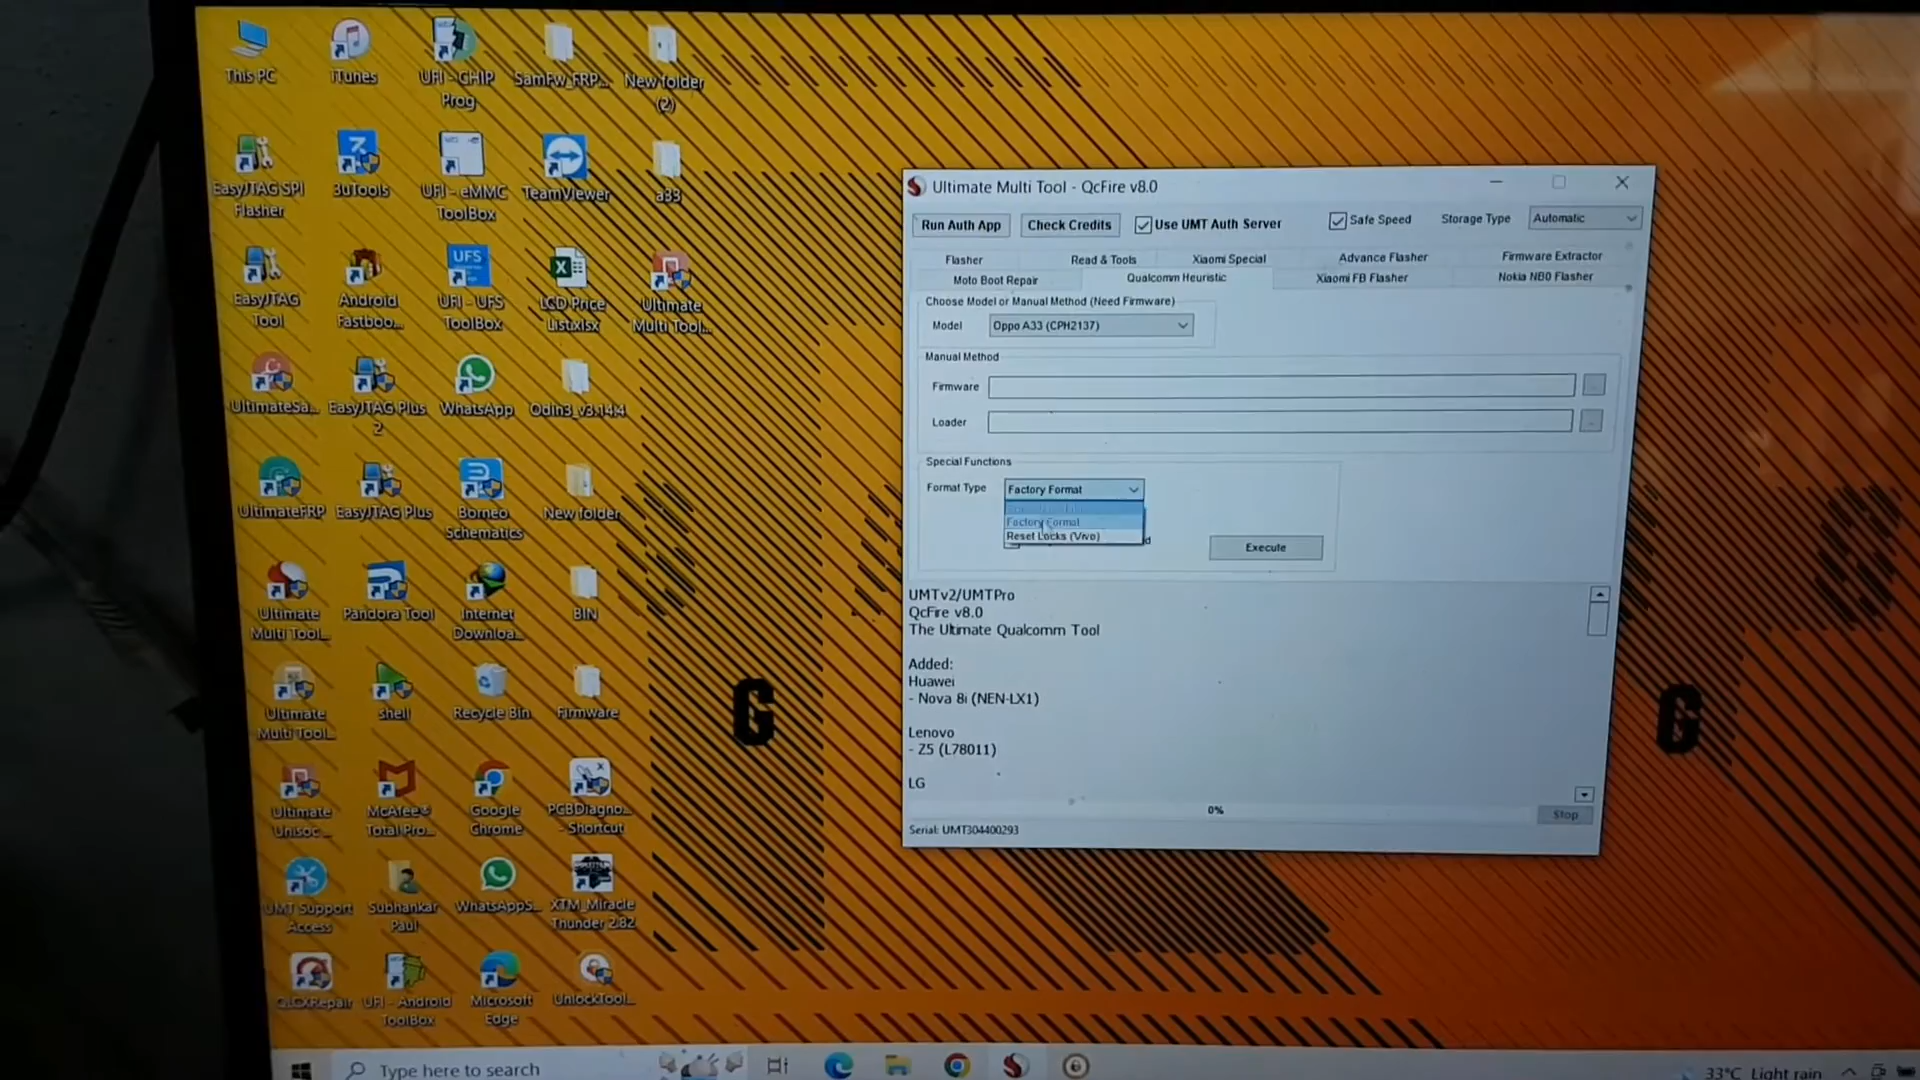 This PC
iTunes
UFI - CHIP
Prog
SamFw_FRP...
New folder
(2)
EasyJTAG SPI
Flasher
3uTools
UFI - eMMC
ToolBox
TeamViewer
a33
EasyJTAG
Tool
Android
Fastboo...
UFS
UFI - UFS
ToolBox
LCD Price
List.xlsx
Ultimate
Multi Tool...
UltimateSa...
EasyJTAG Plus
2
WhatsApp
Odin3_v3.14.4
UltimateFRP
EasyJTAG Plus
Borneo
Schematics
New folder
Ultimate
Multi Tool...
Pandora Tool
Internet
Downloa...
BIN
Ultimate
Multi Tool...
shell
Recycle Bin
Firmware
Ultimate
Unisoc ...
McAfee®
Total Pro...
Google
Chrome
PCBDiagno...
- Shortcut
UMT Support
Access
Subhankar
Paul
WhatsAppS...
XTM_Miracle
Thunder 2.82
QLCXRepair
UFI - Android
ToolBox
Microsoft
Edge
UnlockTool...
G
G
Ultimate Multi Tool - QcFire v8.0
Run Auth App Check Credits Use UMT Auth Server Safe Speed Storage Type Automatic
Flasher Read & Tools Xiaomi Special Advance Flasher Firmware Extractor
Moto Boot Repair Qualcomm Heuristic Xiaomi FB Flasher Nokia NB0 Flasher
Choose Model or Manual Method (Need Firmware)
Model Oppo A33 (CPH2137)
Manual Method
Firmware
Loader
Special Functions
Format Type Factory Format
Factory Format
Reset Locks (Vivo)
Execute
UMTv2/UMTPro
QcFire v8.0
The Ultimate Qualcomm Tool
Added:
Huawei
- Nova 8i (NEN-LX1)
Lenovo
- Z5 (L78011)
LG
0%
Stop
Serial: UMT304400293
Type here to search
33°C Light rain